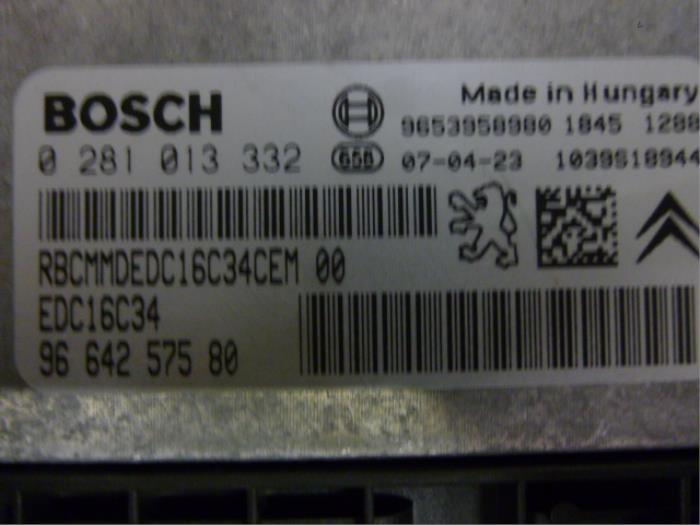 BOSCH
Made in Hungary
9653958980 1845 1288
0 281 013 332
658 07-04-23 1039S18944
RBCMMDEDC16C34CEM 00
EDC16C34
96 642 575 80